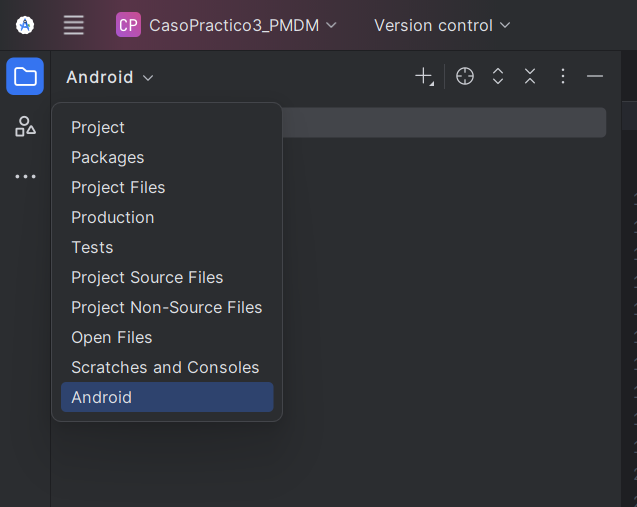 CP CasoPractico3_PMDM Version control
Android
Project
Packages
Project Files
Production
Tests
Project Source Files
Project Non-Source Files
Open Files
Scratches and Consoles
Android